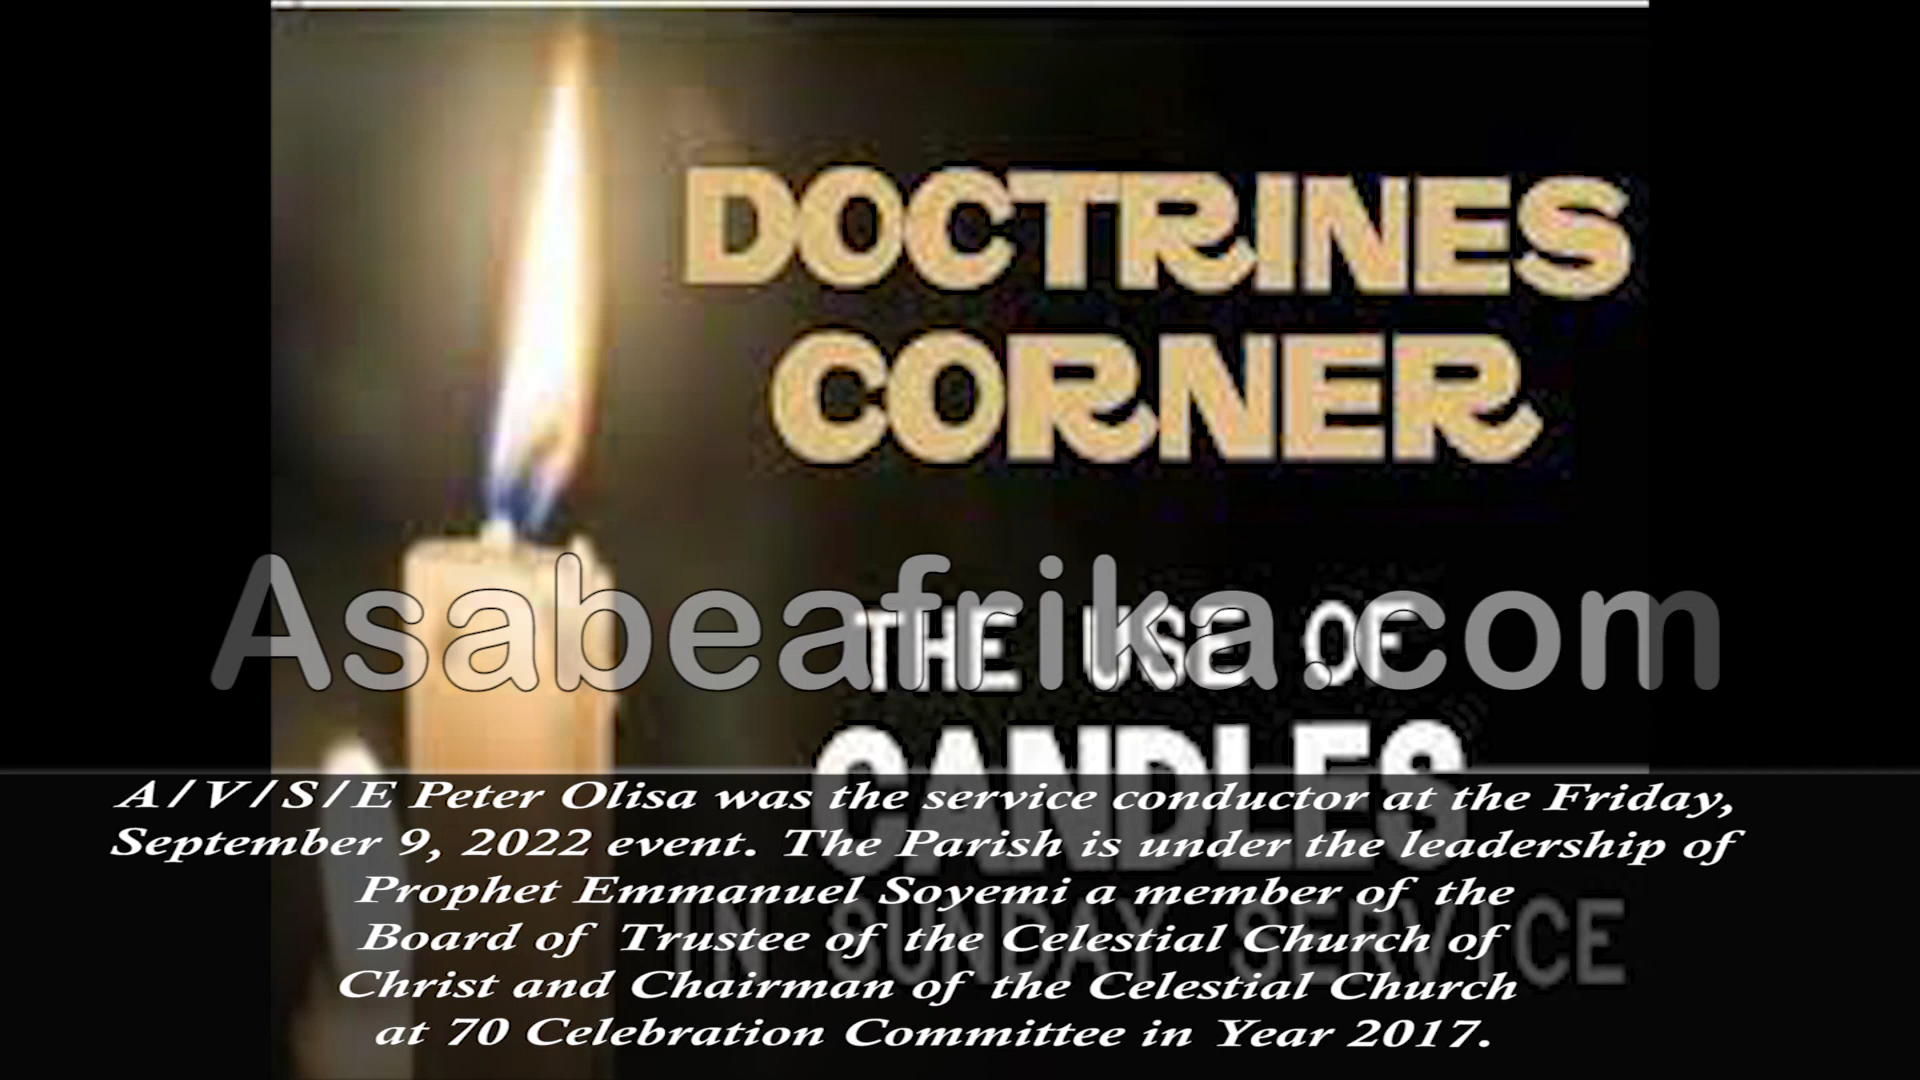 DOCTRINES
CORNER
THE USE OF
Asabeafrika.com
CANDLES
IN SUNDAY SERVICE
A/V/S/E Peter Olisa was the service conductor at the Friday,
September 9, 2022 event. The Parish is under the leadership of
Prophet Emmanuel Soyemi a member of the
Board of Trustee of the Celestial Church of
Christ and Chairman of the Celestial Church
at 70 Celebration Committee in Year 2017.